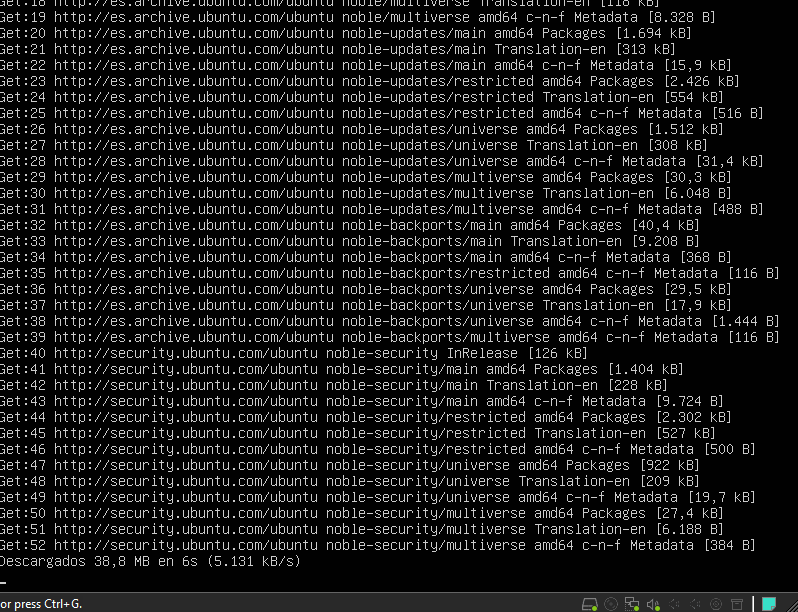 Get:18 http://es.archive.ubuntu.com/ubuntu noble/multiverse Translation-en [118 kB]
Get:19 http://es.archive.ubuntu.com/ubuntu noble/multiverse amd64 c-n-f Metadata [8.328 B]
Get:20 http://es.archive.ubuntu.com/ubuntu noble-updates/main amd64 Packages [1.694 kB]
Get:21 http://es.archive.ubuntu.com/ubuntu noble-updates/main Translation-en [313 kB]
Get:22 http://es.archive.ubuntu.com/ubuntu noble-updates/main amd64 c-n-f Metadata [15,9 kB]
Get:23 http://es.archive.ubuntu.com/ubuntu noble-updates/restricted amd64 Packages [2.426 kB]
Get:24 http://es.archive.ubuntu.com/ubuntu noble-updates/restricted Translation-en [554 kB]
Get:25 http://es.archive.ubuntu.com/ubuntu noble-updates/restricted amd64 c-n-f Metadata [516 B]
Get:26 http://es.archive.ubuntu.com/ubuntu noble-updates/universe amd64 Packages [1.512 kB]
Get:27 http://es.archive.ubuntu.com/ubuntu noble-updates/universe Translation-en [308 kB]
Get:28 http://es.archive.ubuntu.com/ubuntu noble-updates/universe amd64 c-n-f Metadata [31,4 kB]
Get:29 http://es.archive.ubuntu.com/ubuntu noble-updates/multiverse amd64 Packages [30,3 kB]
Get:30 http://es.archive.ubuntu.com/ubuntu noble-updates/multiverse Translation-en [6.048 B]
Get:31 http://es.archive.ubuntu.com/ubuntu noble-updates/multiverse amd64 c-n-f Metadata [488 B]
Get:32 http://es.archive.ubuntu.com/ubuntu noble-backports/main amd64 Packages [40,4 kB]
Get:33 http://es.archive.ubuntu.com/ubuntu noble-backports/main Translation-en [9.208 B]
Get:34 http://es.archive.ubuntu.com/ubuntu noble-backports/main amd64 c-n-f Metadata [368 B]
Get:35 http://es.archive.ubuntu.com/ubuntu noble-backports/restricted amd64 c-n-f Metadata [116 B]
Get:36 http://es.archive.ubuntu.com/ubuntu noble-backports/universe amd64 Packages [29,5 kB]
Get:37 http://es.archive.ubuntu.com/ubuntu noble-backports/universe Translation-en [17,9 kB]
Get:38 http://es.archive.ubuntu.com/ubuntu noble-backports/universe amd64 c-n-f Metadata [1.444 B]
Get:39 http://es.archive.ubuntu.com/ubuntu noble-backports/multiverse amd64 c-n-f Metadata [116 B]
Get:40 http://security.ubuntu.com/ubuntu noble-security InRelease [126 kB]
Get:41 http://security.ubuntu.com/ubuntu noble-security/main amd64 Packages [1.404 kB]
Get:42 http://security.ubuntu.com/ubuntu noble-security/main Translation-en [228 kB]
Get:43 http://security.ubuntu.com/ubuntu noble-security/main amd64 c-n-f Metadata [9.724 B]
Get:44 http://security.ubuntu.com/ubuntu noble-security/restricted amd64 Packages [2.302 kB]
Get:45 http://security.ubuntu.com/ubuntu noble-security/restricted Translation-en [527 kB]
Get:46 http://security.ubuntu.com/ubuntu noble-security/restricted amd64 c-n-f Metadata [500 B]
Get:47 http://security.ubuntu.com/ubuntu noble-security/universe amd64 Packages [922 kB]
Get:48 http://security.ubuntu.com/ubuntu noble-security/universe Translation-en [209 kB]
Get:49 http://security.ubuntu.com/ubuntu noble-security/universe amd64 c-n-f Metadata [19,7 kB]
Get:50 http://security.ubuntu.com/ubuntu noble-security/multiverse amd64 Packages [27,4 kB]
Get:51 http://security.ubuntu.com/ubuntu noble-security/multiverse Translation-en [6.188 B]
Get:52 http://security.ubuntu.com/ubuntu noble-security/multiverse amd64 c-n-f Metadata [384 B]
Descargados 38,8 MB en 6s (5.131 kB/s)
_
or press Ctrl+G.